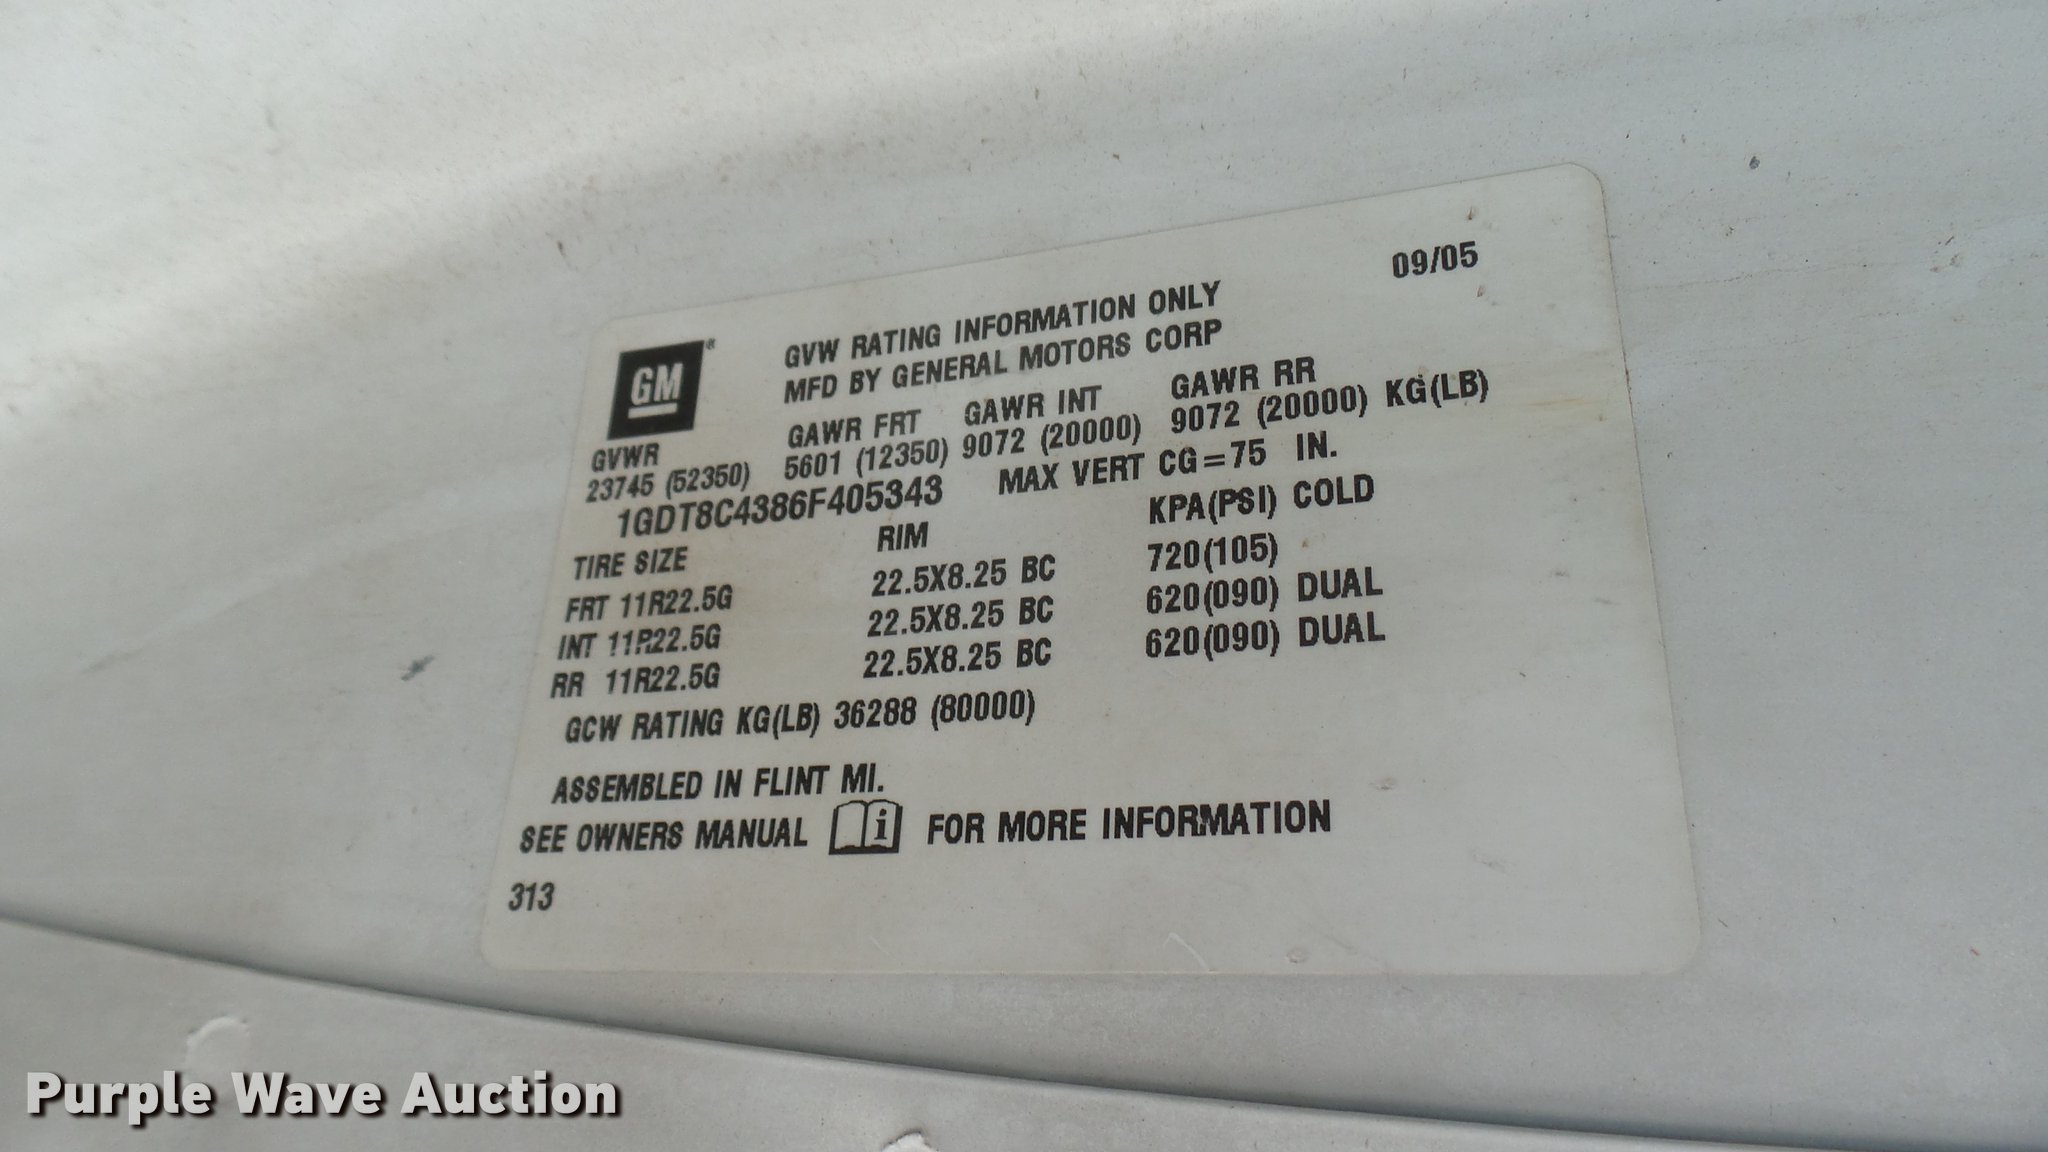 09/05
GM®
GVW RATING INFORMATION ONLY
MFD BY GENERAL MOTORS CORP
GVWR GAWR FRT GAWR INT GAWR RR
23745 (52350) 5601 (12350) 9072 (20000) 9072 (20000) KG(LB)
1GDT8C4386F405343 MAX VERT CG=75 IN.
TIRE SIZE RIM KPA(PSI) COLD
FRT 11R22.5G 22.5X8.25 BC 720(105)
INT 11R22.5G 22.5X8.25 BC 620(090) DUAL
RR 11R22.5G 22.5X8.25 BC 620(090) DUAL
GCW RATING KG(LB) 36288 (80000)
ASSEMBLED IN FLINT MI.
SEE OWNERS MANUAL i FOR MORE INFORMATION
313
Purple Wave Auction